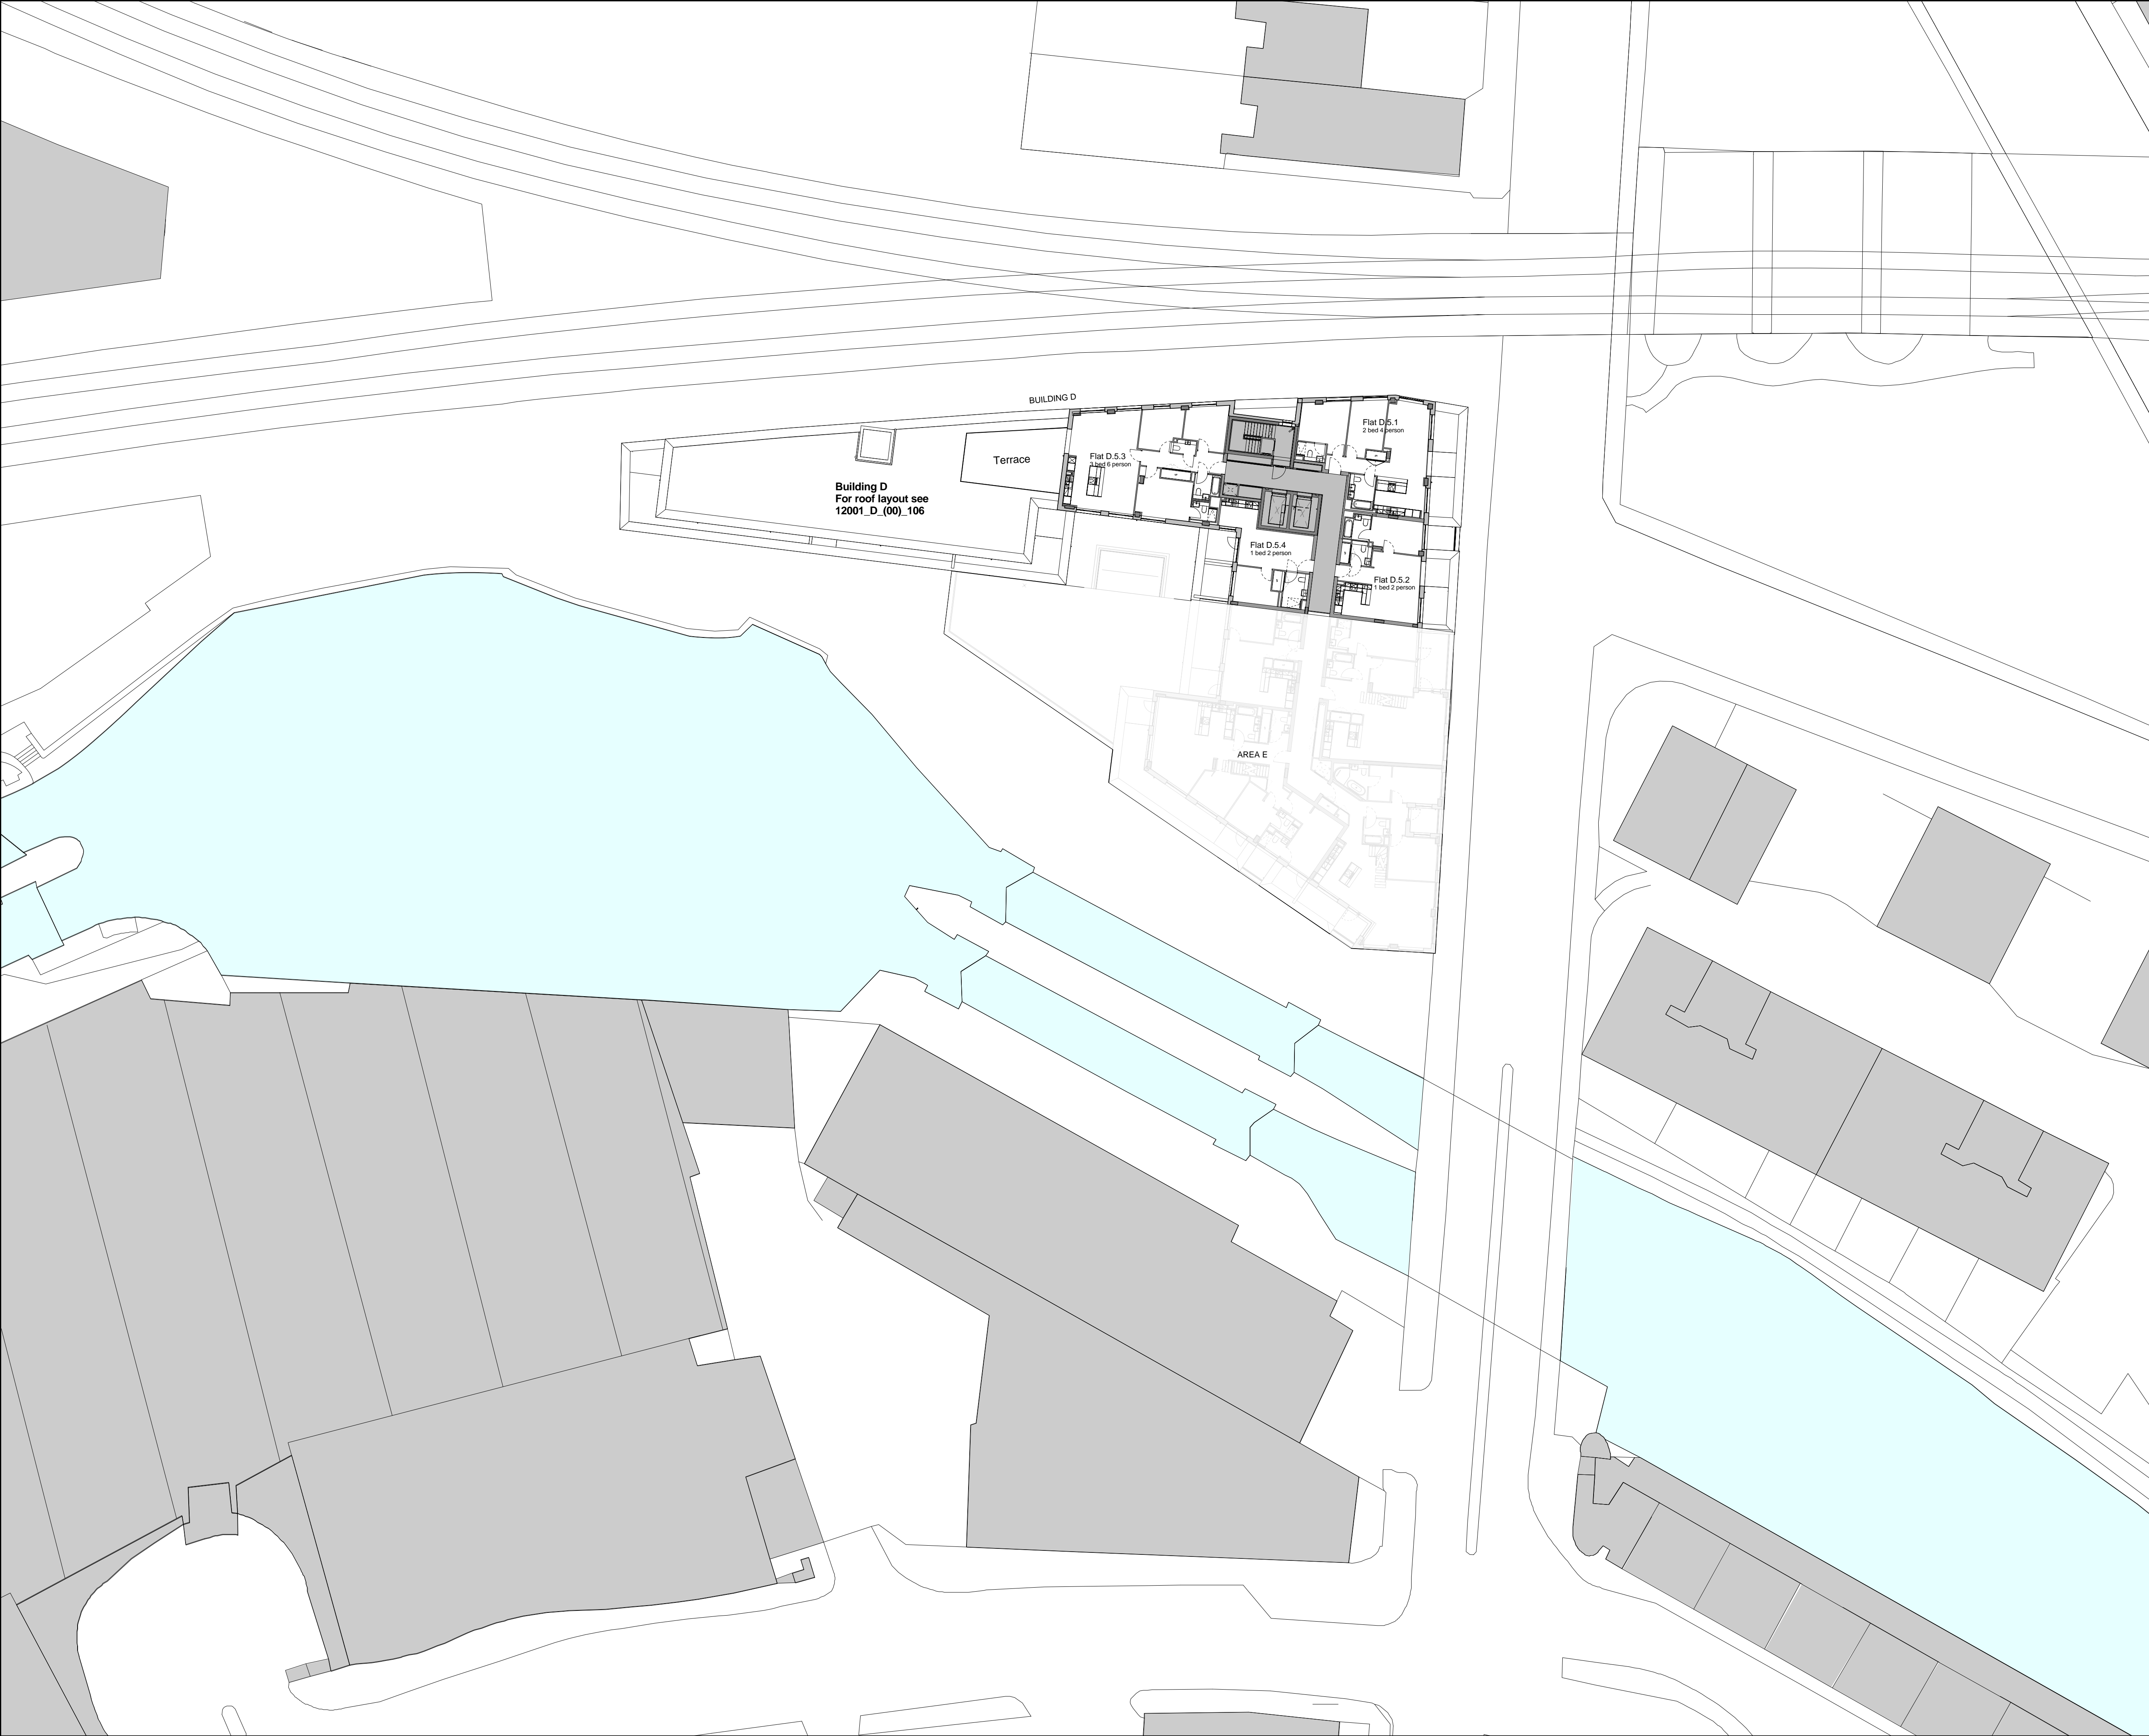 BUILDING D
Flat D.5.1
2 bed 4 person
Flat D.5.3
3 bed 6 person
Terrace
Building D
For roof layout see
12001_D_(00)_106
Flat D.5.4
1 bed 2 person
Flat D.5.2
1 bed 2 person
AREA E